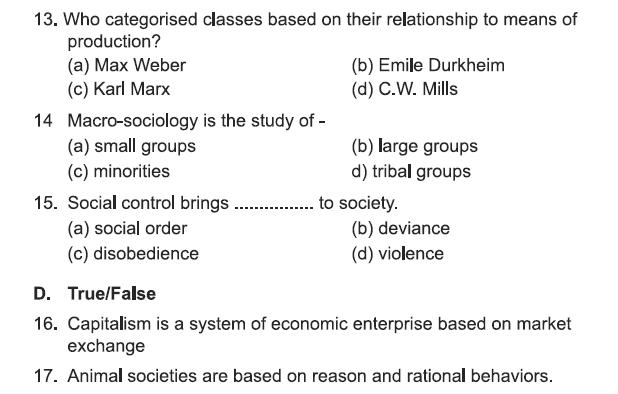 13. Who categorised classes based on their relationship to means of
production?
(a) Max Weber (b) Emile Durkheim
(c) Karl Marx (d) C.W. Mills
14 Macro-sociology is the study of -
(a) small groups (b) large groups
(c) minorities d) tribal groups
15. Social control brings ................ to society.
(a) social order (b) deviance
(c) disobedience (d) violence
D. True/False
16. Capitalism is a system of economic enterprise based on market
exchange
17. Animal societies are based on reason and rational behaviors.